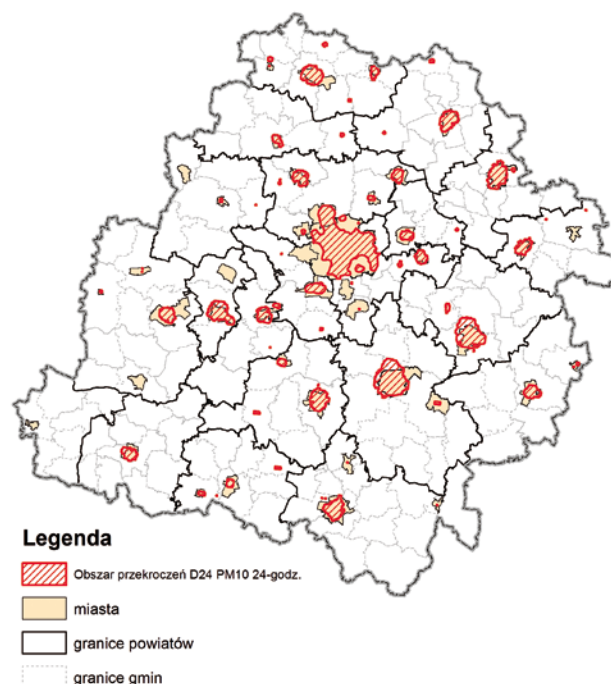 Legenda
Obszar przekroczeń D24 PM10 24-godz.
miasta
granice powiatów
granice gmin